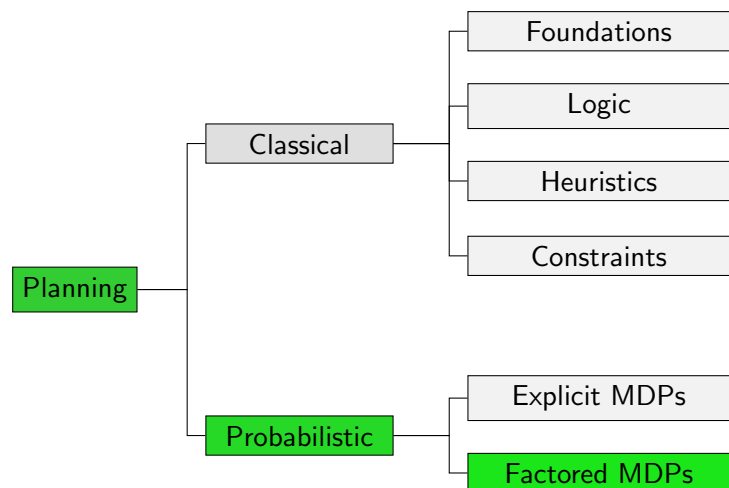 Foundations
Logic
Classical
Heuristics
Constraints
Planning
Explicit MDPs
Probabilistic
Factored MDPs